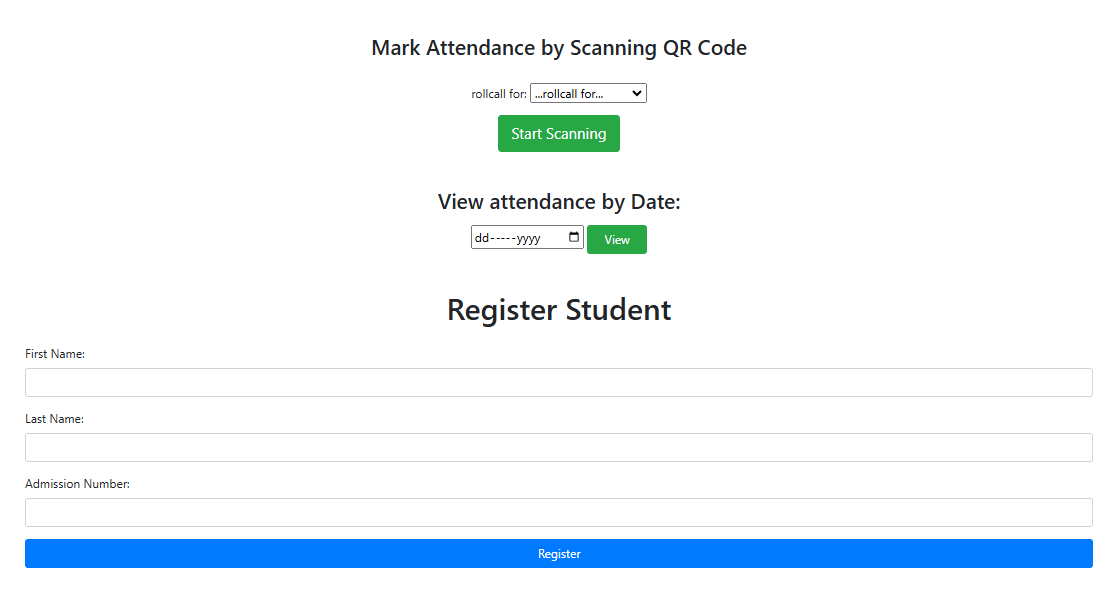 Mark Attendance by Scanning QR Code
rollcall for: ...rollcall for...
Start Scanning
View attendance by Date:
dd-----yyyy View
Register Student
First Name:
Last Name:
Admission Number:
Register